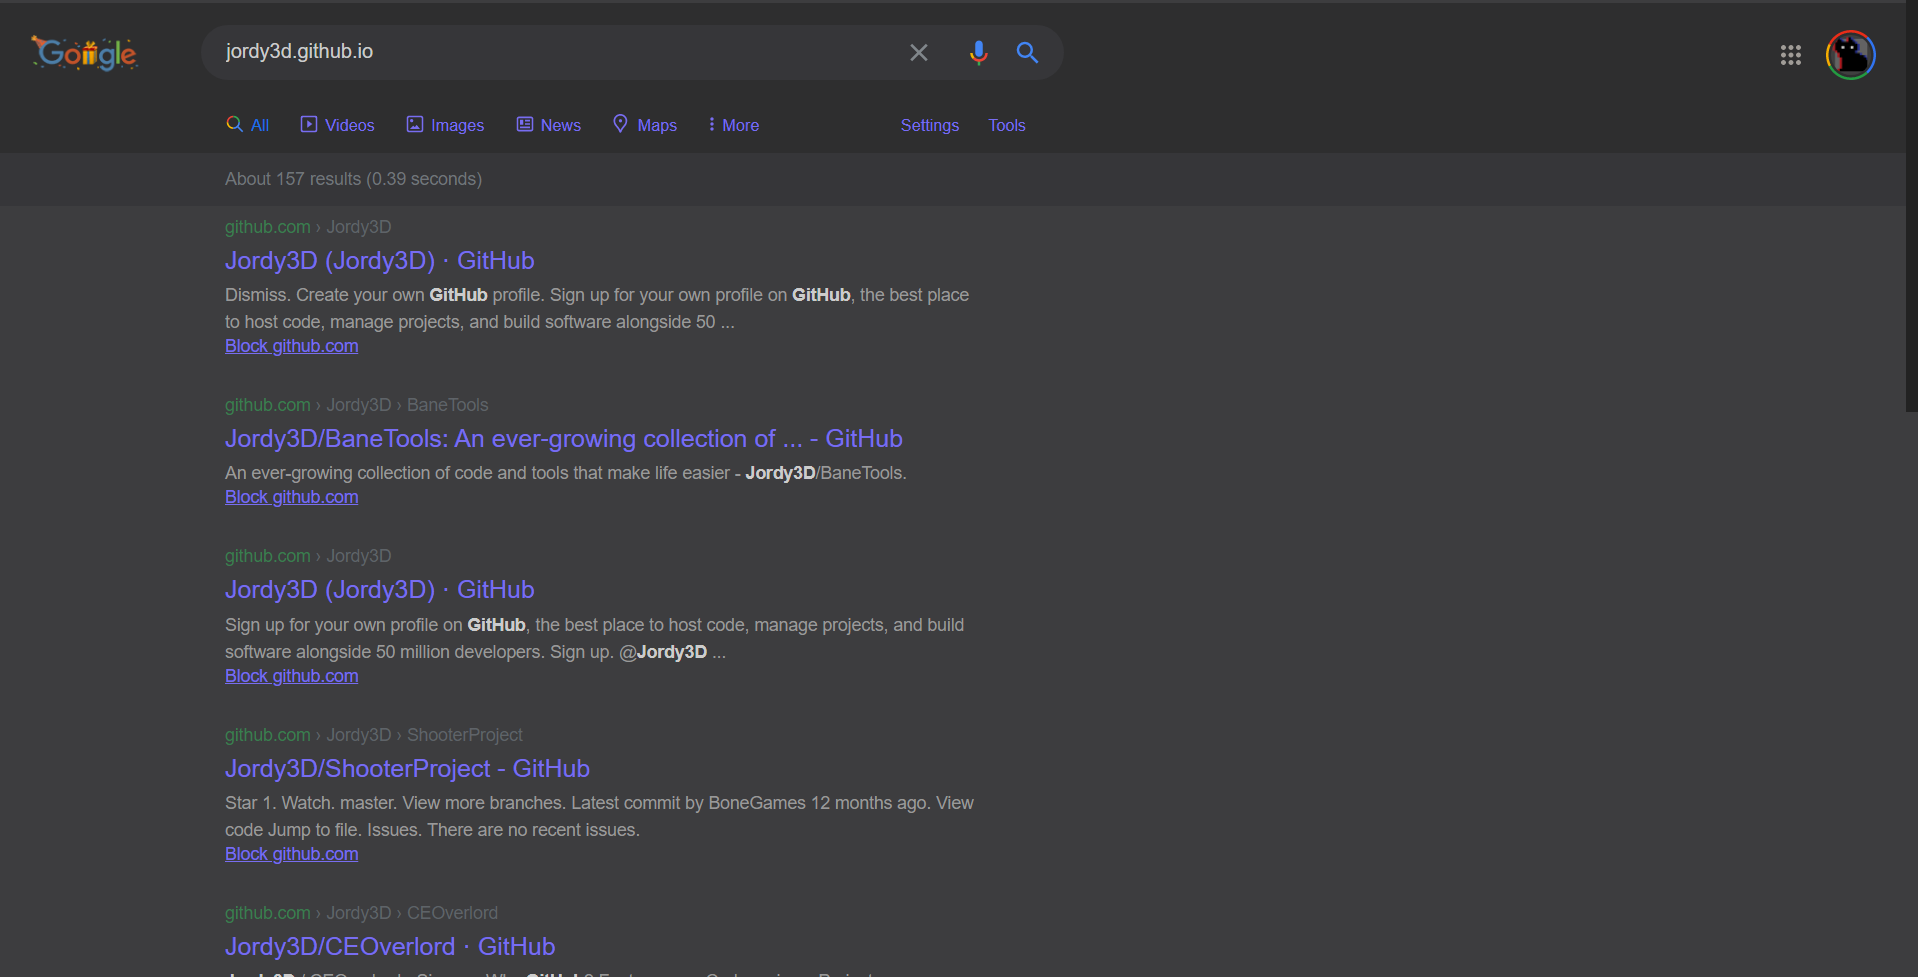 Google
jordy3d.github.io
All
Videos
Images
News
Maps
More
Settings
Tools
About 157 results (0.39 seconds)
github.com › Jordy3D
Jordy3D (Jordy3D) · GitHub
Dismiss. Create your own GitHub profile. Sign up for your own profile on GitHub, the best place
to host code, manage projects, and build software alongside 50 ...
Block github.com
github.com › Jordy3D › BaneTools
Jordy3D/BaneTools: An ever-growing collection of ... - GitHub
An ever-growing collection of code and tools that make life easier - Jordy3D/BaneTools.
Block github.com
github.com › Jordy3D
Jordy3D (Jordy3D) · GitHub
Sign up for your own profile on GitHub, the best place to host code, manage projects, and build
software alongside 50 million developers. Sign up. @Jordy3D ...
Block github.com
github.com › Jordy3D › ShooterProject
Jordy3D/ShooterProject - GitHub
Star 1. Watch. master. View more branches. Latest commit by BoneGames 12 months ago. View
code Jump to file. Issues. There are no recent issues.
Block github.com
github.com › Jordy3D › CEOverlord
Jordy3D/CEOverlord · GitHub